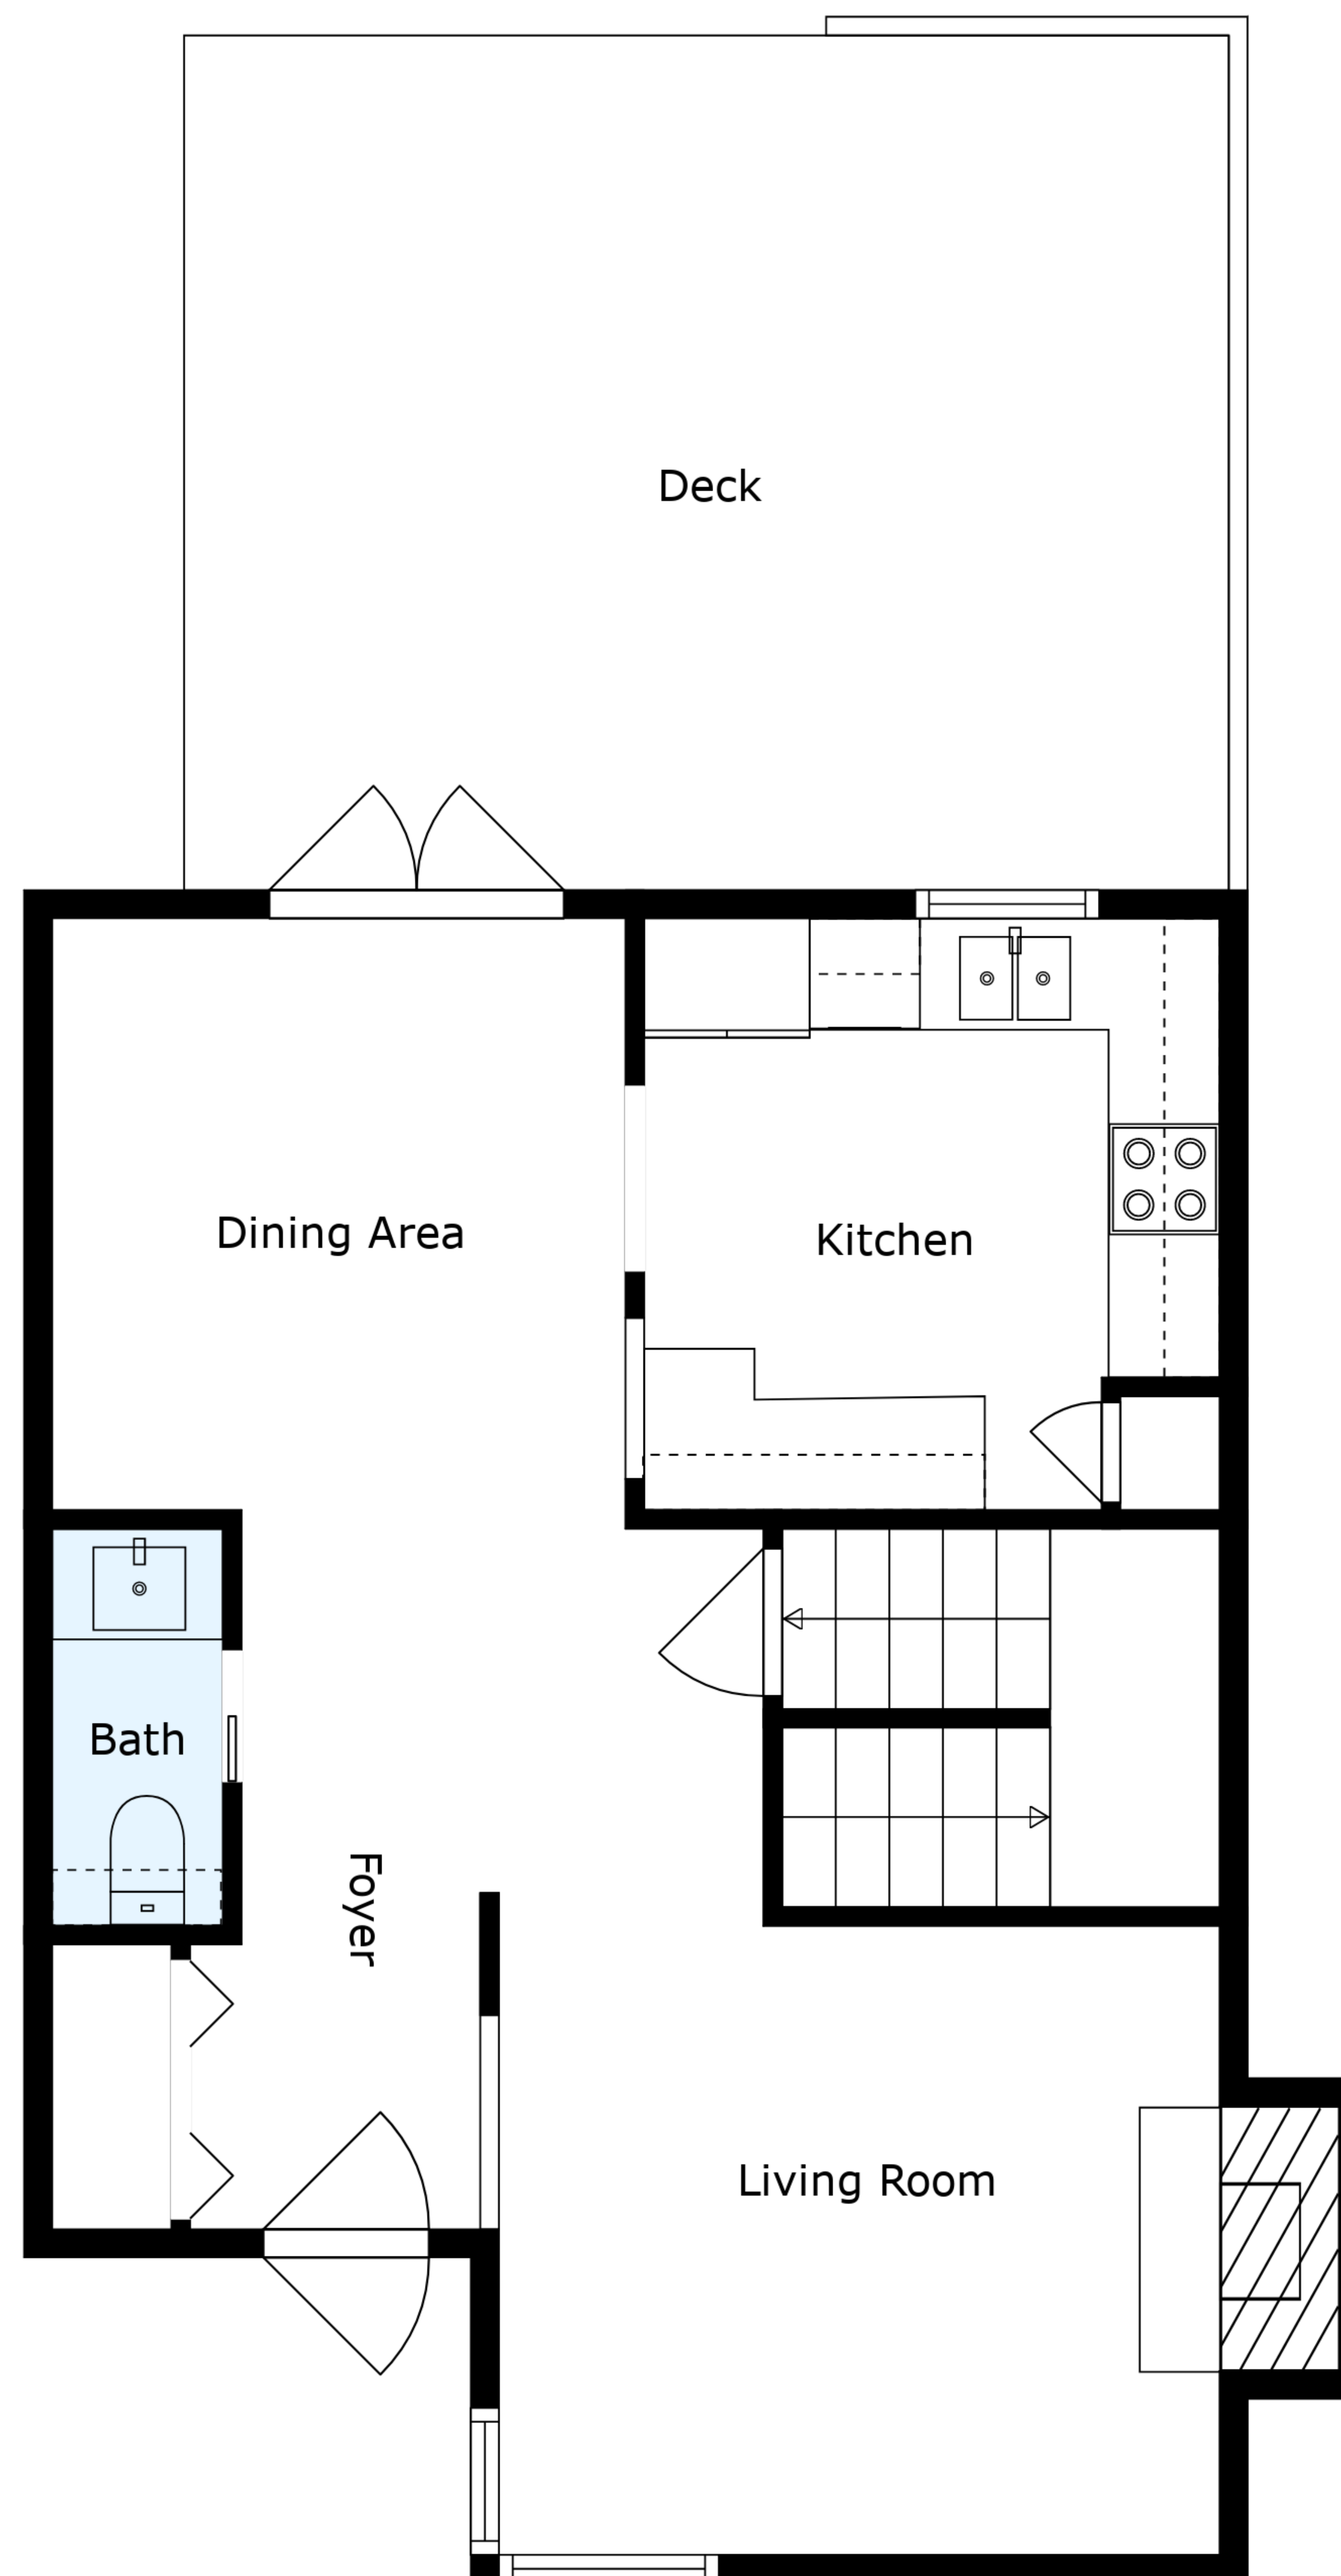 Deck
Dining Area
Kitchen
Bath
Foyer
Living Room